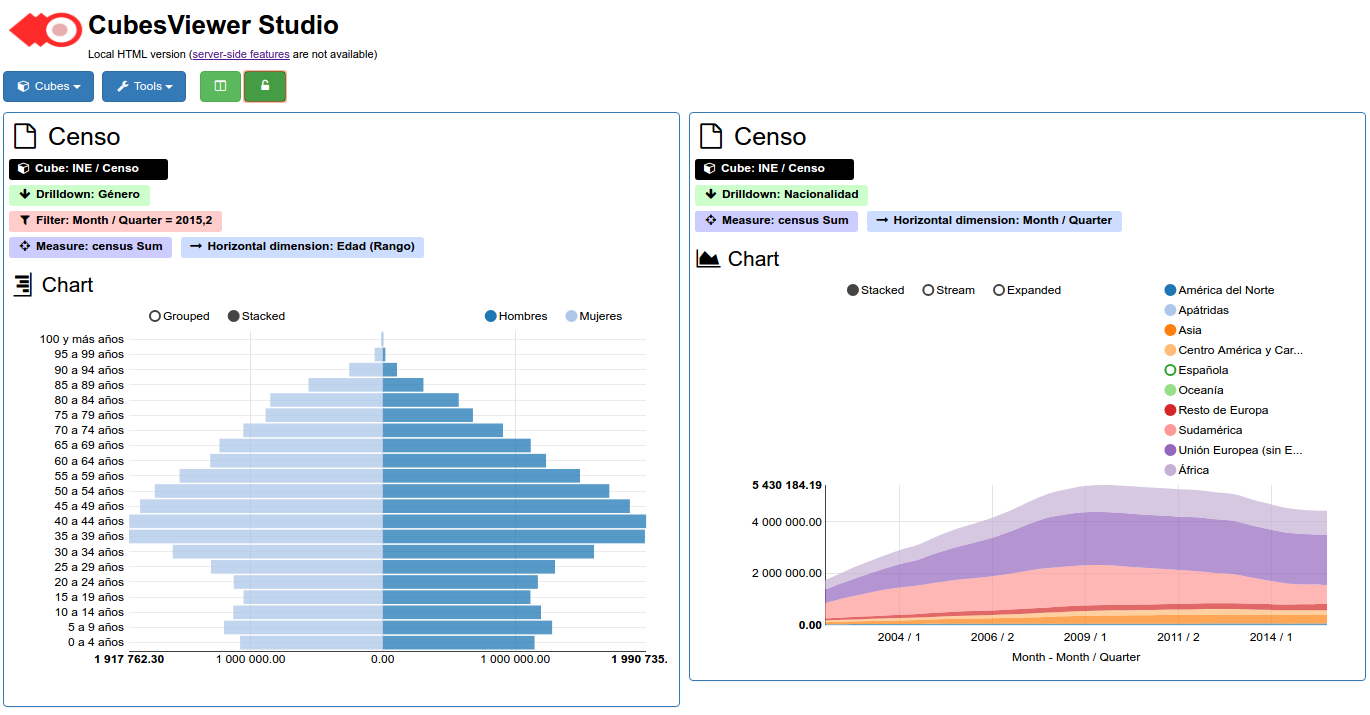 CubesViewer Studio
Local HTML version (server-side features are not available)
Cubes Tools
Censo
Cube: INE / Censo
Drilldown: Género
Filter: Month / Quarter = 2015,2
Measure: census Sum Horizontal dimension: Edad (Rango)
Chart
Grouped Stacked Hombres Mujeres
100 y más años
95 a 99 años
90 a 94 años
85 a 89 años
80 a 84 años
75 a 79 años
70 a 74 años
65 a 69 años
60 a 64 años
55 a 59 años
50 a 54 años
45 a 49 años
40 a 44 años
35 a 39 años
30 a 34 años
25 a 29 años
20 a 24 años
15 a 19 años
10 a 14 años
5 a 9 años
0 a 4 años
1 917 762.30 1 000 000.00 0.00 1 000 000.00 1 990 735.
Censo
Cube: INE / Censo
Drilldown: Nacionalidad
Measure: census Sum Horizontal dimension: Month / Quarter
Chart
Stacked Stream Expanded
América del Norte
Apátridas
Asia
Centro América y Car...
Española
Oceanía
Resto de Europa
Sudamérica
Unión Europea (sin E...
África
5 430 184.19
4 000 000.00
2 000 000.00
0.00
2004 / 1 2006 / 2 2009 / 1 2011 / 2 2014 / 1
Month - Month / Quarter